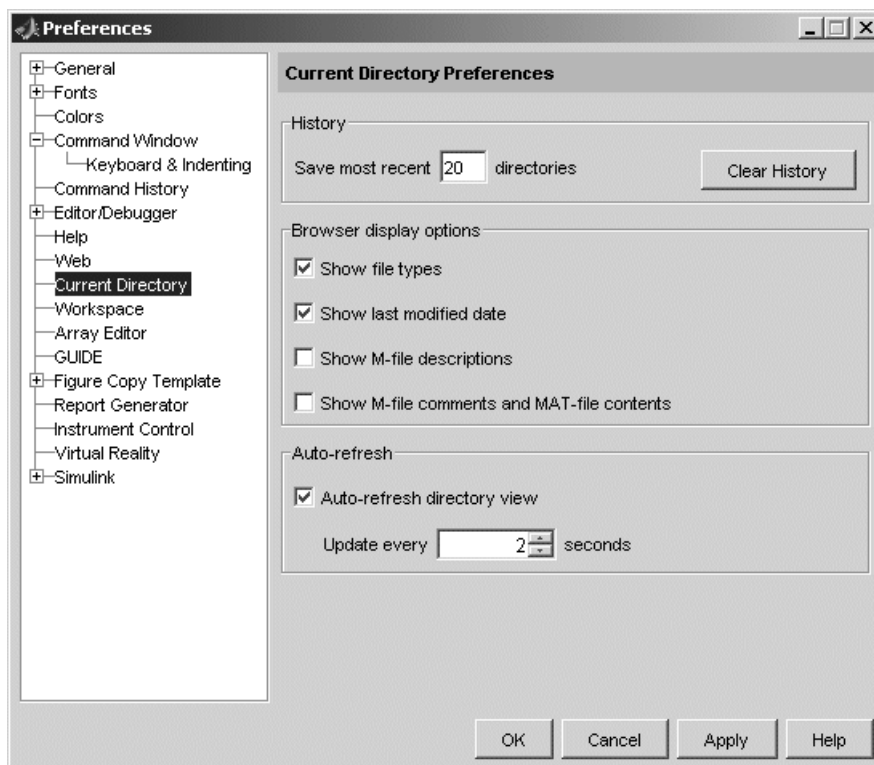 Preferences
General
Fonts
Colors
Command Window
Keyboard & Indenting
Command History
Editor/Debugger
Help
Web
Current Directory
Workspace
Array Editor
GUIDE
Figure Copy Template
Report Generator
Instrument Control
Virtual Reality
Simulink
Current Directory Preferences
History
Save most recent 20 directories
Clear History
Browser display options
Show file types
Show last modified date
Show M-file descriptions
Show M-file comments and MAT-file contents
Auto-refresh
Auto-refresh directory view
Update every 2 seconds
OK Cancel Apply Help